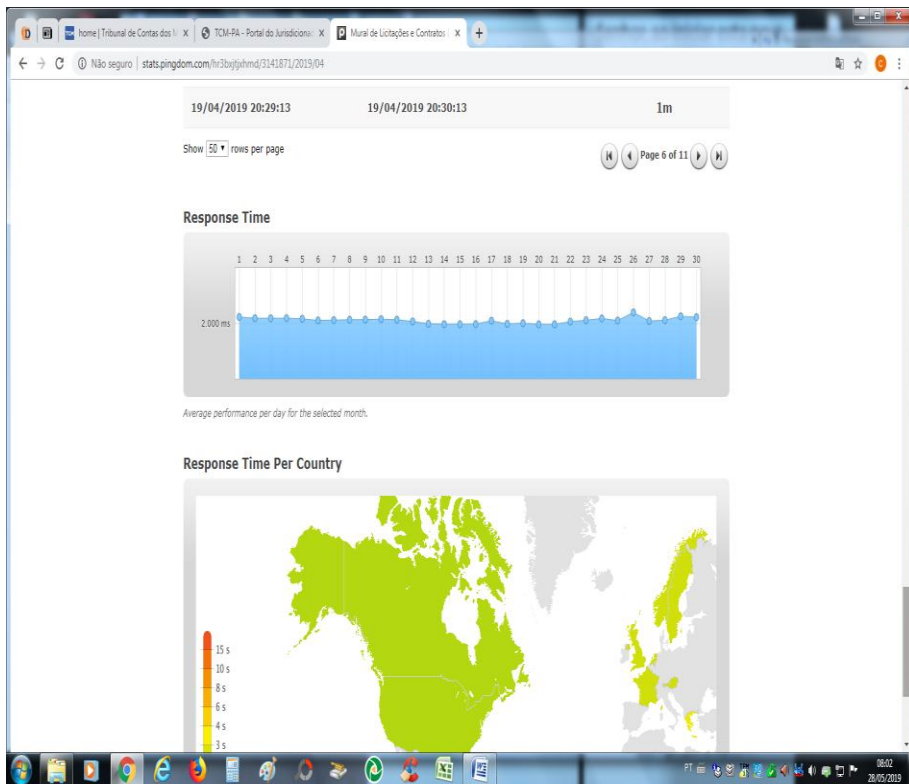 home | Tribunal de Contas dos M
TCM-PA - Portal do Jurisdicionad
Mural de Licitações e Contratos |
Não seguro | stats.pingdom.com/hr3bxjtjxhmd/3141871/2019/04
19/04/2019 20:29:13 19/04/2019 20:30:13 1m
Show 50 rows per page
Page 6 of 11
Response Time
1 2 3 4 5 6 7 8 9 10 11 12 13 14 15 16 17 18 19 20 21 22 23 24 25 26 27 28 29 30
2.000 ms
Average performance per day for the selected month.
Response Time Per Country
15 s
10 s
8 s
6 s
4 s
3 s
PT
08:02
28/05/2019